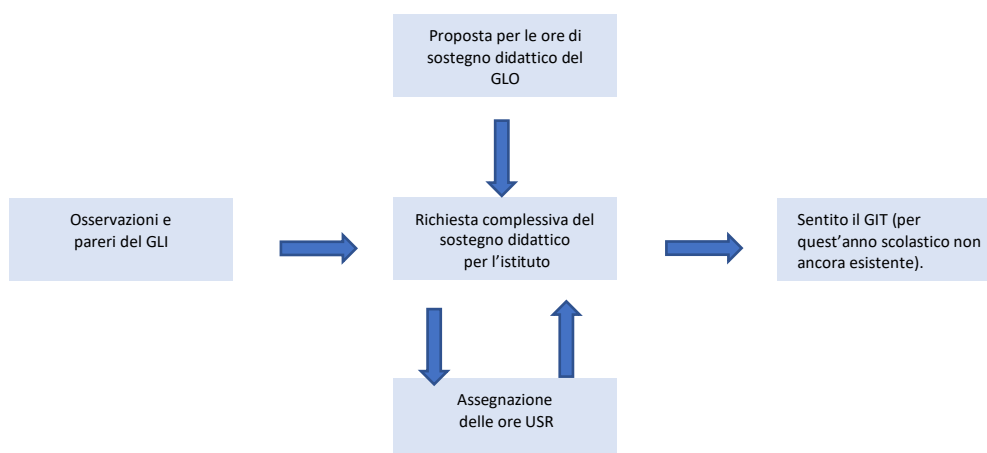 Proposta per le ore di
sostegno didattico del
GLO
Osservazioni e
pareri del GLI
Richiesta complessiva del
sostegno didattico
per l’istituto
Sentito il GIT (per
quest’anno scolastico non
ancora esistente).
Assegnazione
delle ore USR